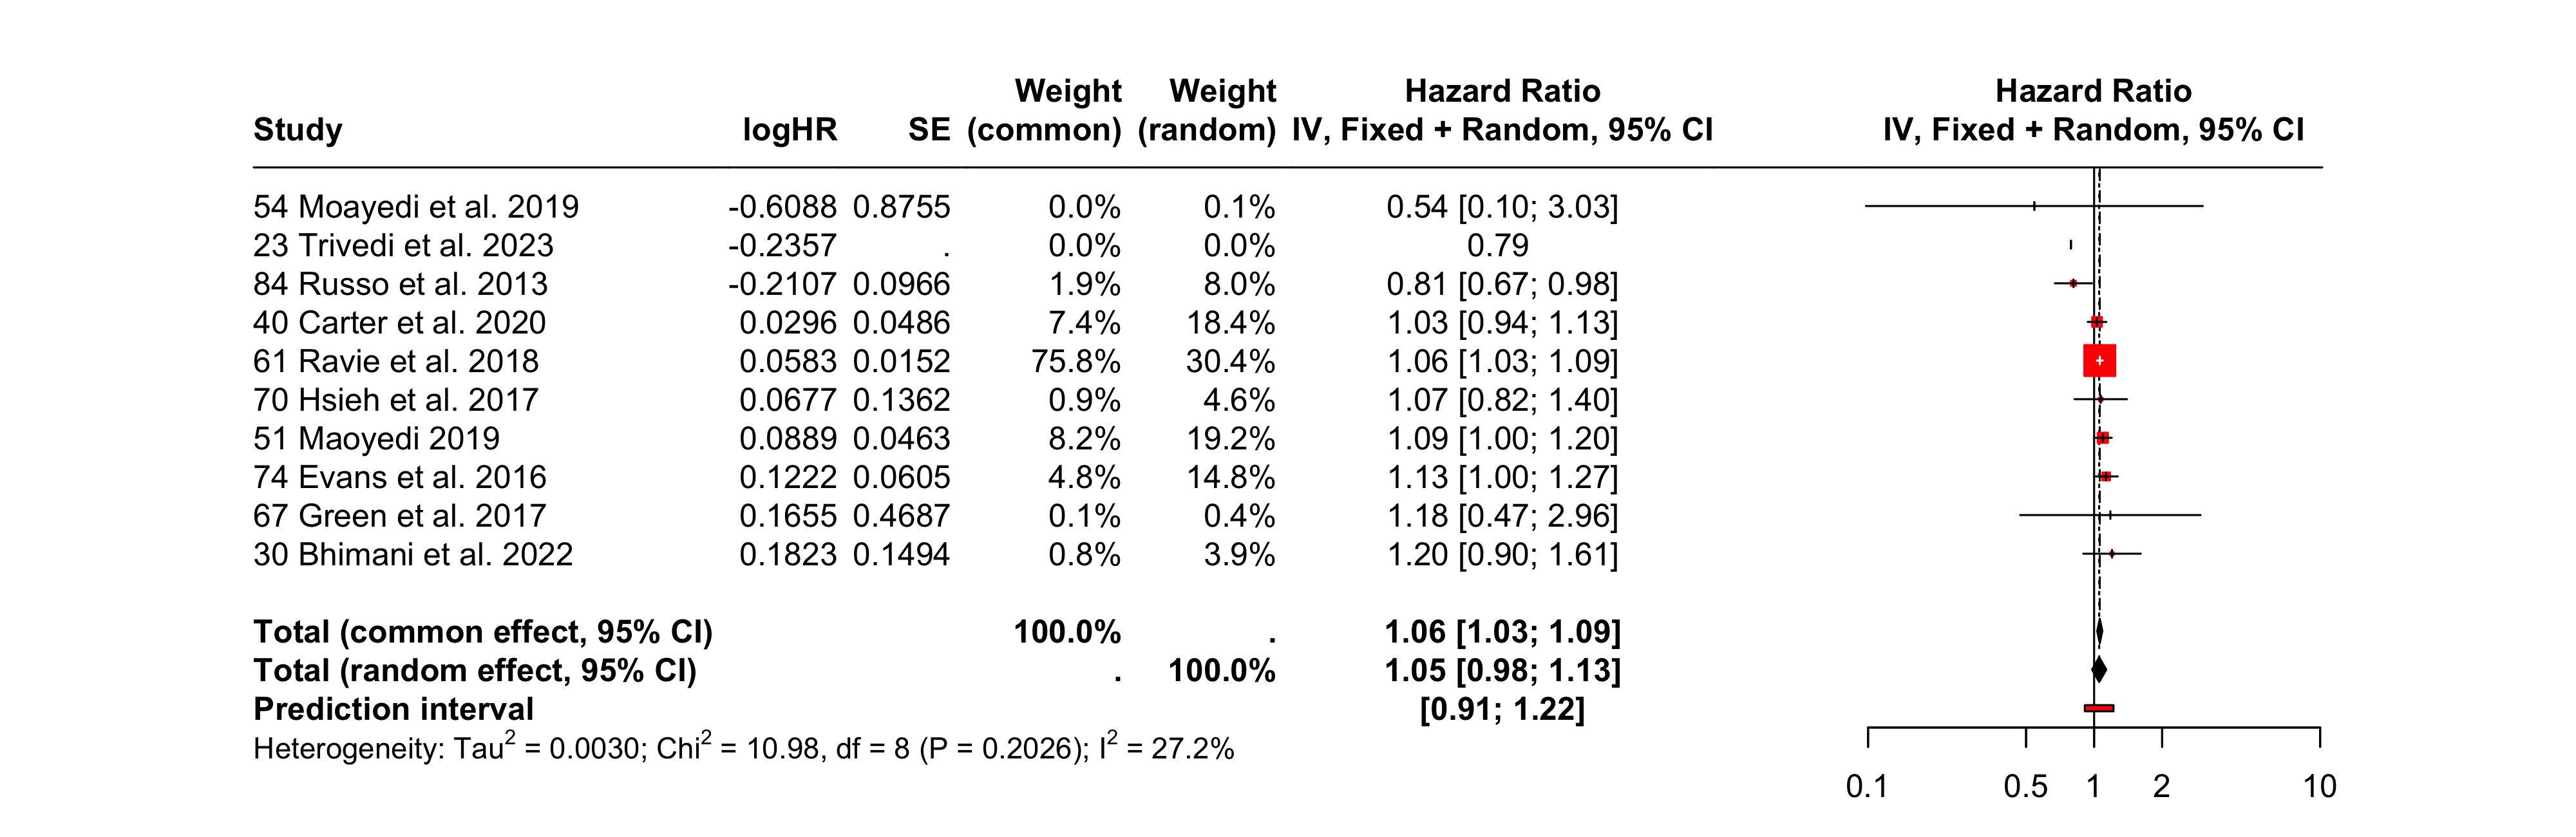 Weight Weight Hazard Ratio Hazard Ratio
Study logHR SE (common) (random) IV, Fixed + Random, 95% CI IV, Fixed + Random, 95% CI
54 Moayedi et al. 2019 -0.6088 0.8755 0.0% 0.1% 0.54 [0.10; 3.03]
23 Trivedi et al. 2023 -0.2357 . 0.0% 0.0% 0.79
84 Russo et al. 2013 -0.2107 0.0966 1.9% 8.0% 0.81 [0.67; 0.98]
40 Carter et al. 2020 0.0296 0.0486 7.4% 18.4% 1.03 [0.94; 1.13]
61 Ravie et al. 2018 0.0583 0.0152 75.8% 30.4% 1.06 [1.03; 1.09]
70 Hsieh et al. 2017 0.0677 0.1362 0.9% 4.6% 1.07 [0.82; 1.40]
51 Maoyedi 2019 0.0889 0.0463 8.2% 19.2% 1.09 [1.00; 1.20]
74 Evans et al. 2016 0.1222 0.0605 4.8% 14.8% 1.13 [1.00; 1.27]
67 Green et al. 2017 0.1655 0.4687 0.1% 0.4% 1.18 [0.47; 2.96]
30 Bhimani et al. 2022 0.1823 0.1494 0.8% 3.9% 1.20 [0.90; 1.61]
Total (common effect, 95% CI) 100.0% . 1.06 [1.03; 1.09]
Total (random effect, 95% CI) . 100.0% 1.05 [0.98; 1.13]
Prediction interval [0.91; 1.22]
Heterogeneity: Tau² = 0.0030; Chi² = 10.98, df = 8 (P = 0.2026); I² = 27.2%
0.1 0.5 1 2 10